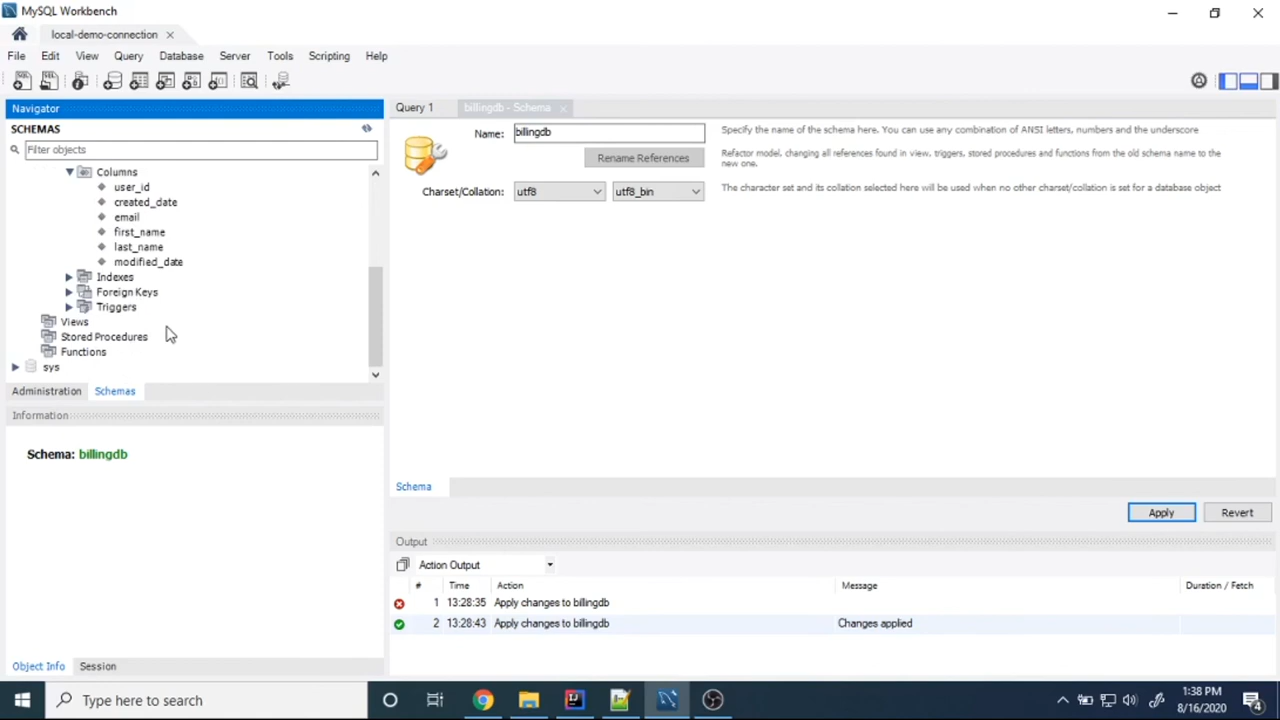 MySQL Workbench
local-demo-connection
File Edit View Query Database Server Tools Scripting Help
Navigator
SCHEMAS
Filter objects
Columns
user_id
created_date
email
first_name
last_name
modified_date
Indexes
Foreign Keys
Triggers
Views
Stored Procedures
Functions
sys
Administration Schemas
Information
Schema: billingdb
Object Info Session
Query 1 billingdb - Schema
Name: billingdb
Specify the name of the schema here. You can use any combination of ANSI letters, numbers and the underscore
Rename References
Refactor model, changing all references found in view, triggers, stored procedures and functions from the old schema name to the
new one.
Charset/Collation: utf8 utf8_bin
The character set and its collation selected here will be used when no other charset/collation is set for a database object
Schema
Apply Revert
Output
Action Output
# Time Action Message Duration / Fetch
1 13:28:35 Apply changes to billingdb
2 13:28:43 Apply changes to billingdb Changes applied
Type here to search
1:38 PM
8/16/2020
4